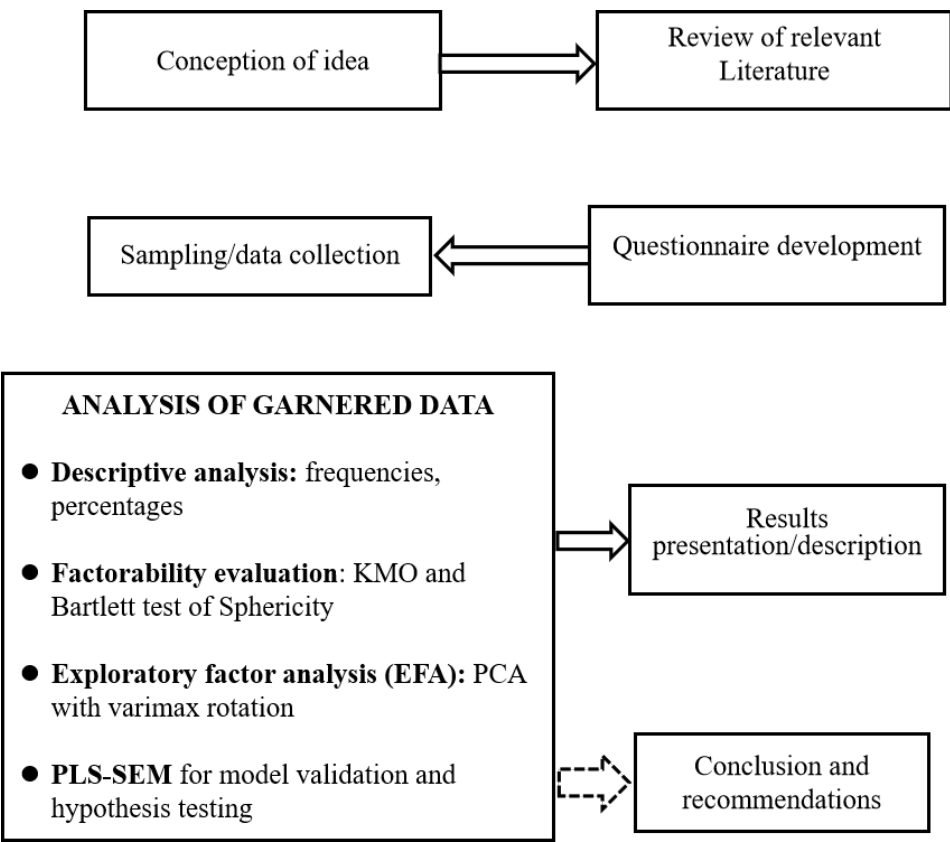 Conception of idea
Review of relevant
Literature
Sampling/data collection
Questionnaire development
ANALYSIS OF GARNERED DATA
● Descriptive analysis: frequencies,
percentages
● Factorability evaluation: KMO and
Bartlett test of Sphericity
● Exploratory factor analysis (EFA): PCA
with varimax rotation
● PLS-SEM for model validation and
hypothesis testing
Results
presentation/description
Conclusion and
recommendations